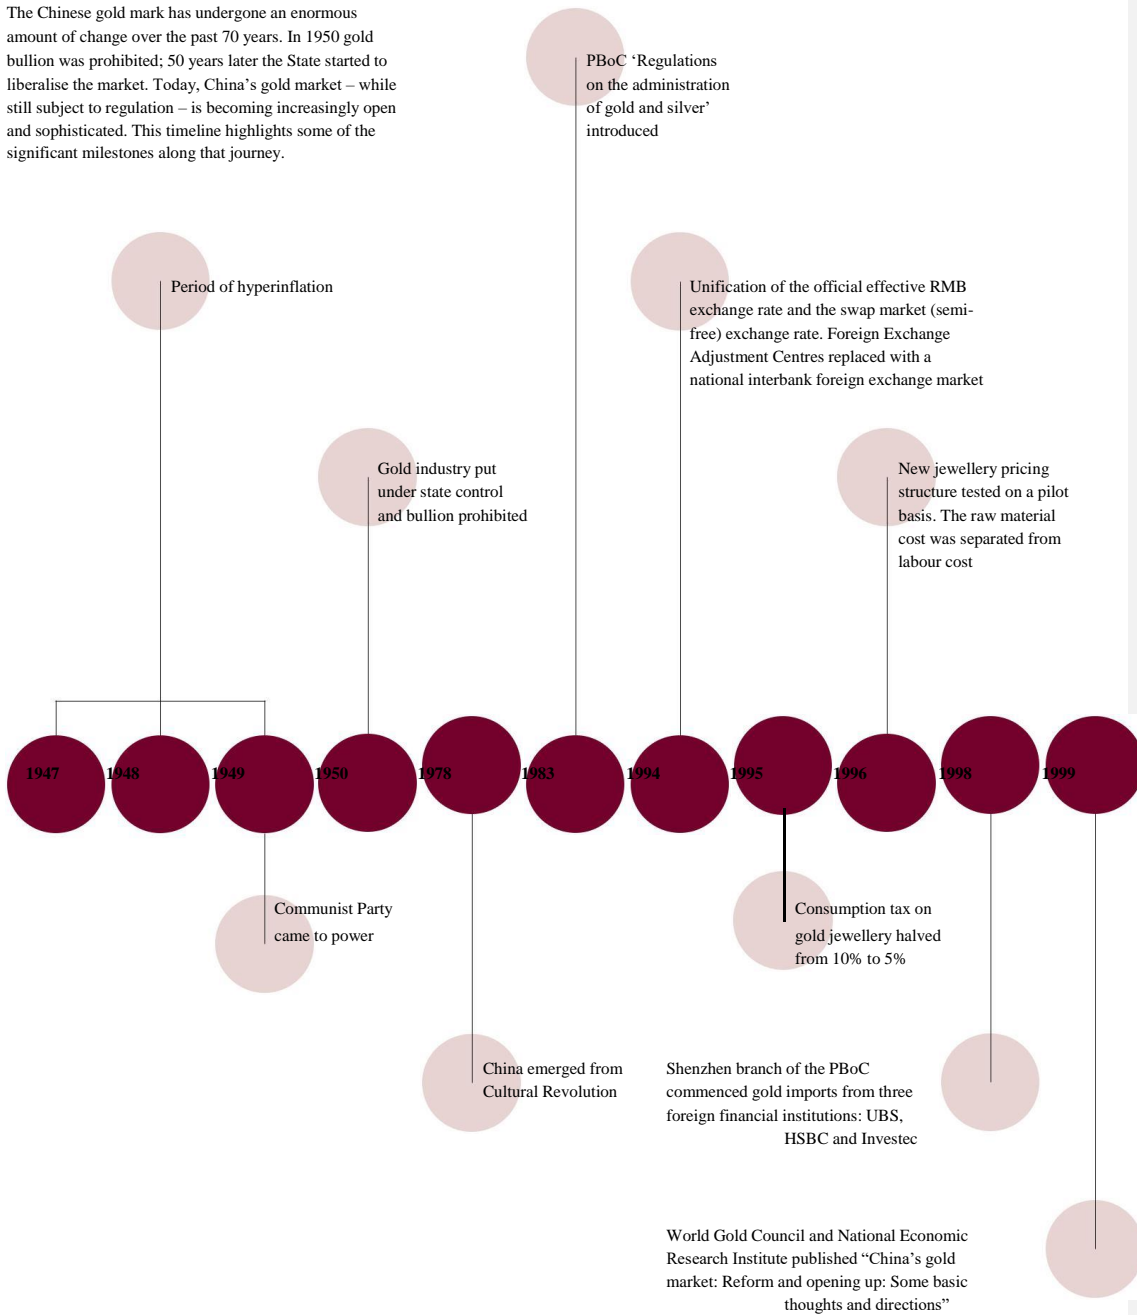 The Chinese gold mark has undergone an enormous
amount of change over the past 70 years. In 1950 gold
bullion was prohibited; 50 years later the State started to
liberalise the market. Today, China’s gold market – while
still subject to regulation – is becoming increasingly open
and sophisticated. This timeline highlights some of the
significant milestones along that journey.
PBoC ‘Regulations
on the administration
of gold and silver’
introduced
Period of hyperinflation
Unification of the official effective RMB
exchange rate and the swap market (semi-
free) exchange rate. Foreign Exchange
Adjustment Centres replaced with a
national interbank foreign exchange market
Gold industry put
under state control
and bullion prohibited
New jewellery pricing
structure tested on a pilot
basis. The raw material
cost was separated from
labour cost
1947 1948 1949 1950 1978 1983 1994 1995 1996 1998 1999
Communist Party
came to power
Consumption tax on
gold jewellery halved
from 10% to 5%
China emerged from
Cultural Revolution
Shenzhen branch of the PBoC
commenced gold imports from three
foreign financial institutions: UBS,
HSBC and Investec
World Gold Council and National Economic
Research Institute published “China’s gold
market: Reform and opening up: Some basic
thoughts and directions”